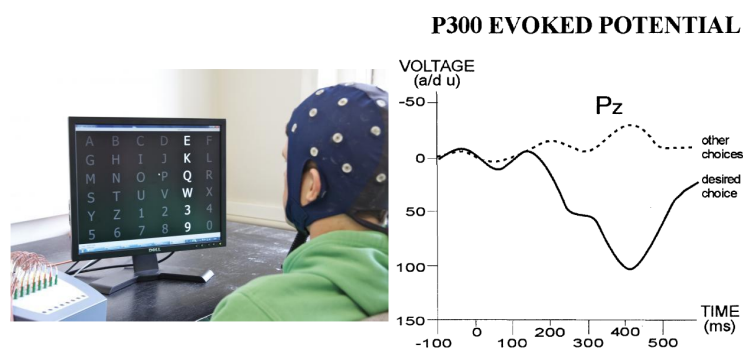 P300 EVOKED POTENTIAL
A B C D E F
G H I J K L
M N O P Q R
S T U V W X
Y Z 1 2 3 4
5 6 7 8 9 0
DELL
VOLTAGE
(a/d u)
Pz
-50
0
50
100
150
other
choices
desired
choice
-100 0 100 200 300 400 500
TIME
(ms)